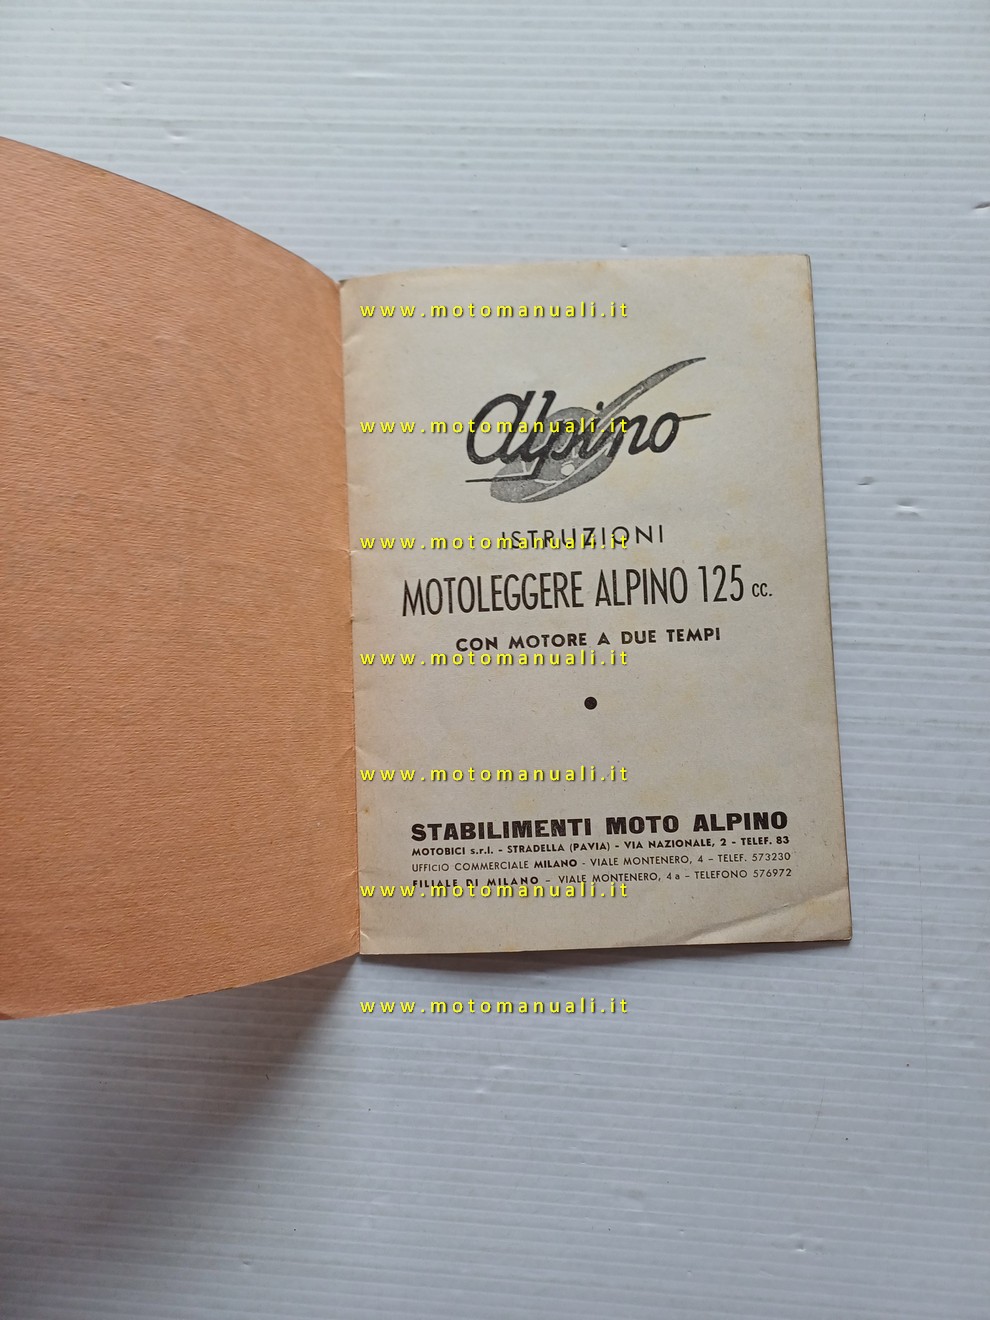 www.motomanuali.it
Alpino
www.motomanuali.it
ISTRUZIONI
www.motomanuali.it
MOTOLEGGERE ALPINO 125 cc.
CON MOTORE A DUE TEMPI
www.motomanuali.it
www.motomanuali.it
STABILIMENTI MOTO ALPINO
MOTOBICI s.r.l. - STRADELLA (PAVIA) - VIA NAZIONALE, 2 - TELEF. 83
UFFICIO COMMERCIALE MILANO - VIALE MONTENERO, 4 - TELEF. 573230
FILIALE DI MILANO - VIALE MONTENERO, 4a - TELEFONO 576972
www.motomanuali.it
www.motomanuali.it